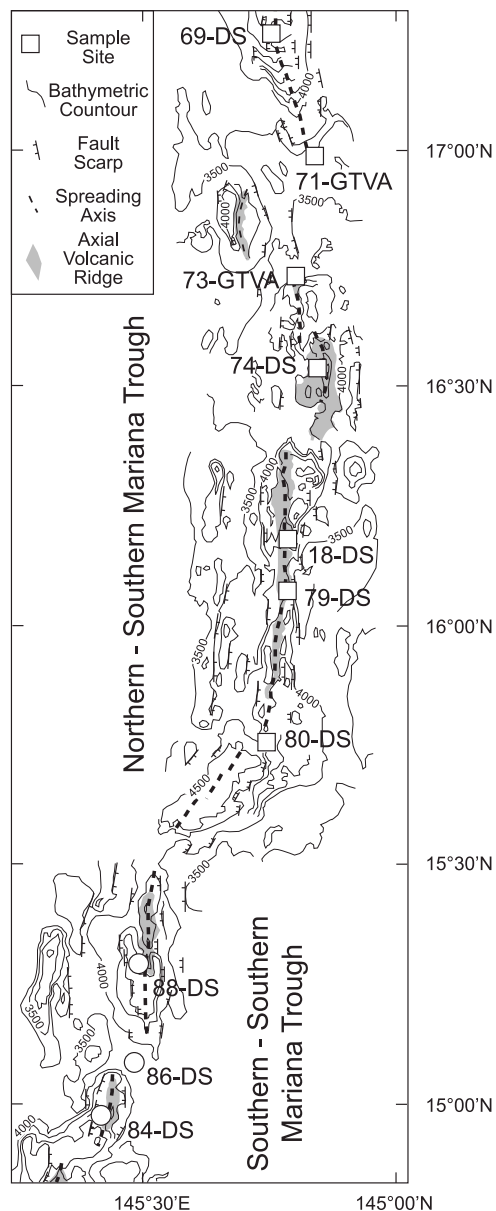 Sample
Site
Bathymetric
Countour
Fault
Scarp
Spreading
Axis
Axial
Volcanic
Ridge
69-DS
4000
17°00'N
3500
71-GTVA
3500
4000
73-GTVA
74-DS
4000
16°30'N
Northern - Southern Mariana Trough
4000
3500
3500
18-DS
79-DS
16°00'N
3500
4000
80-DS
4500
15°30'N
3500
4000
88-DS
3500
3500
86-DS
Southern - Southern
Mariana Trough
15°00'N
84-DS
4000
145°30'E
145°00'N